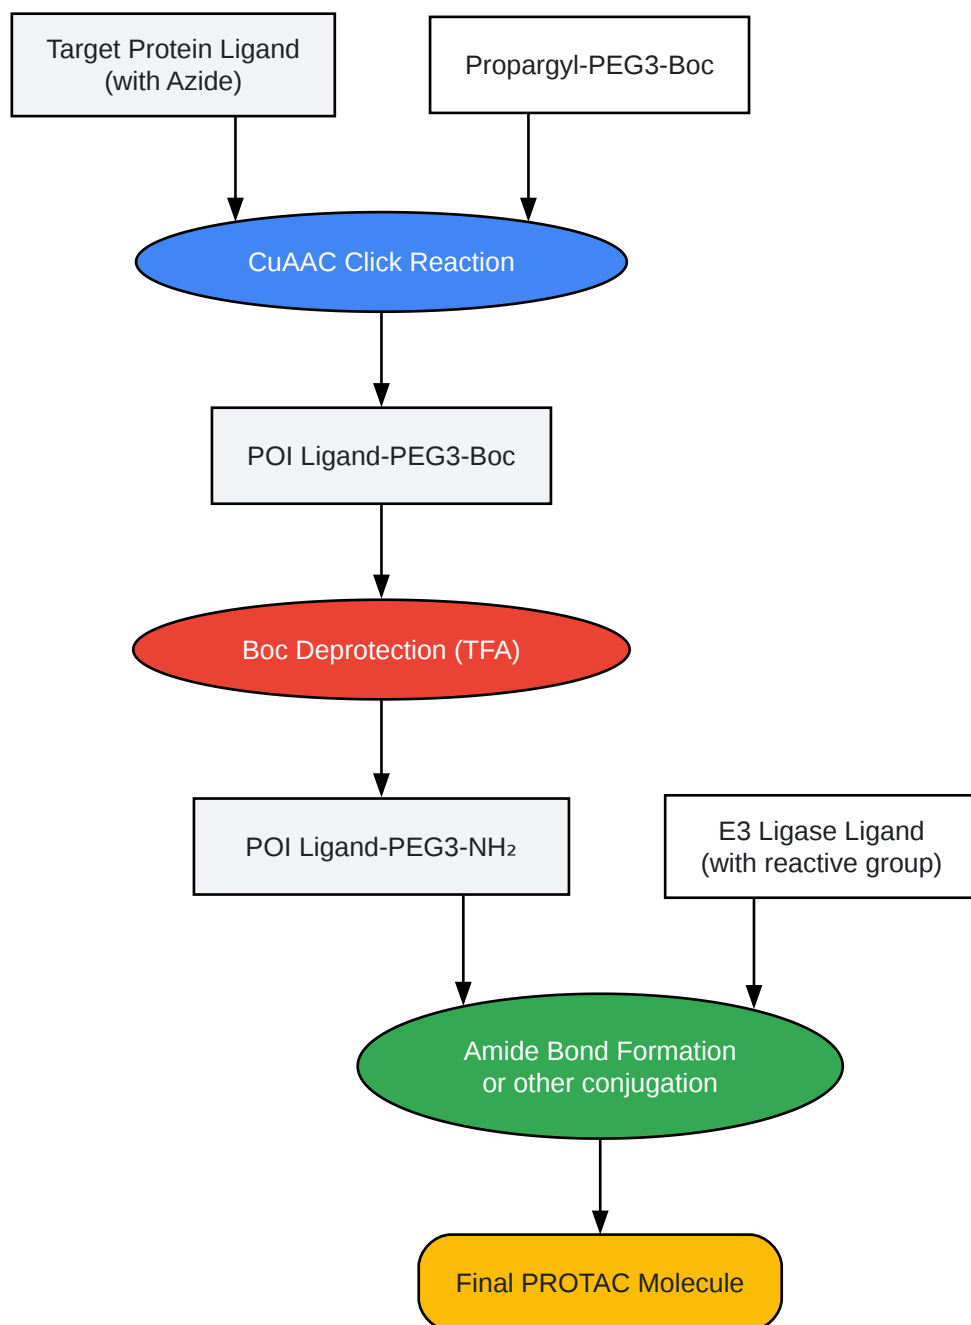 Target Protein Ligand
(with Azide)
Propargyl-PEG3-Boc
CuAAC Click Reaction
POI Ligand-PEG3-Boc
Boc Deprotection (TFA)
POI Ligand-PEG3-NH₂
E3 Ligase Ligand
(with reactive group)
Amide Bond Formation
or other conjugation
Final PROTAC Molecule